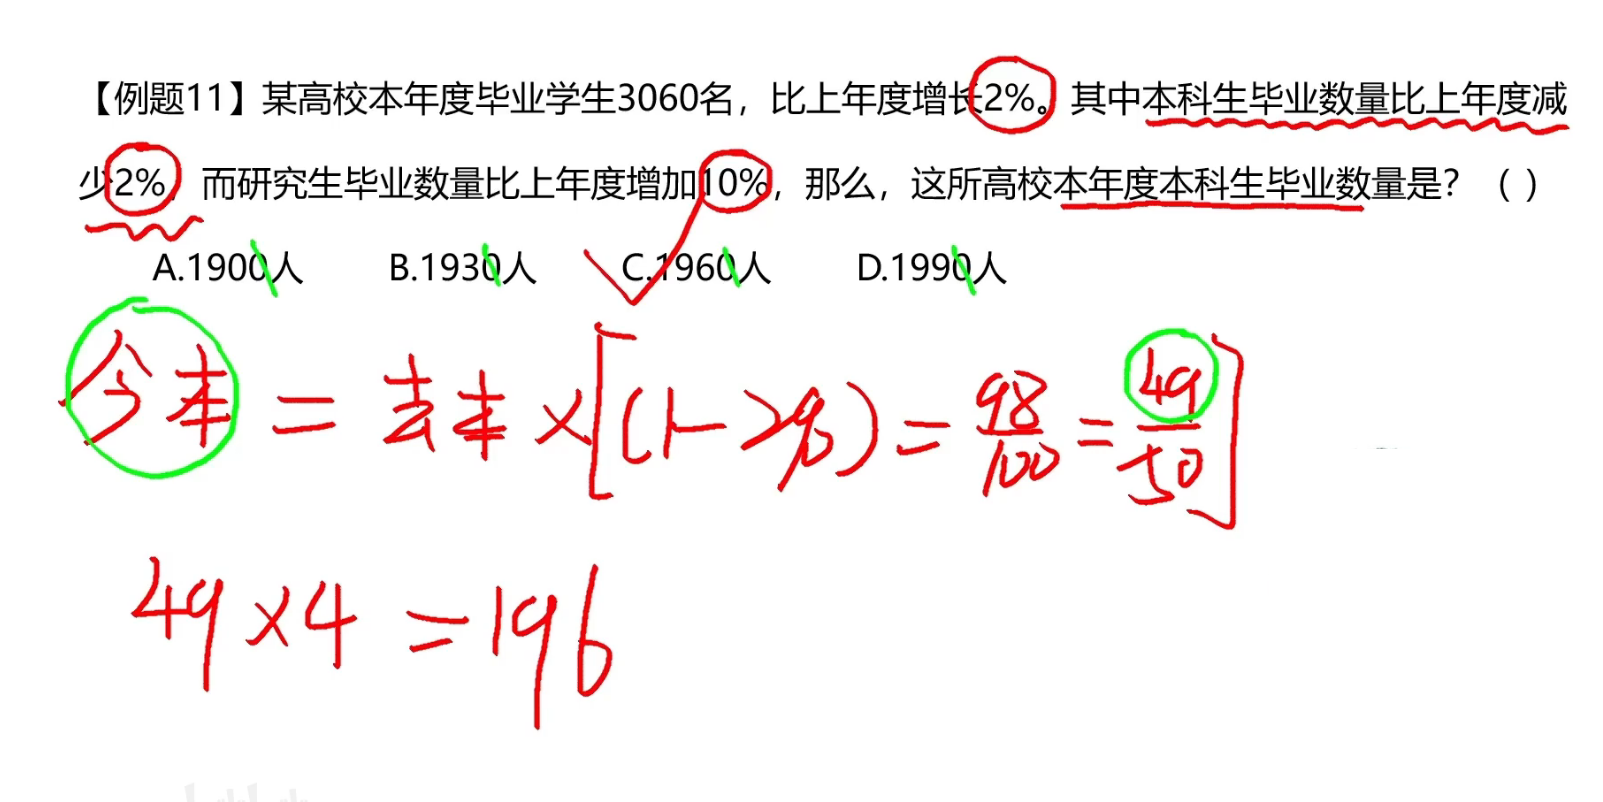 【例题11】某高校本年度毕业学生3060名，比上年度增长2%。其中本科生毕业数量比上年度减
少2%，而研究生毕业数量比上年度增加10%，那么，这所高校本年度本科生毕业数量是？（ ）
A.1900人 B.1930人 C.1960人 D.1990人
今本 = 去本 × [(1-2%) = 98/100 = 49/50]
49×4=196